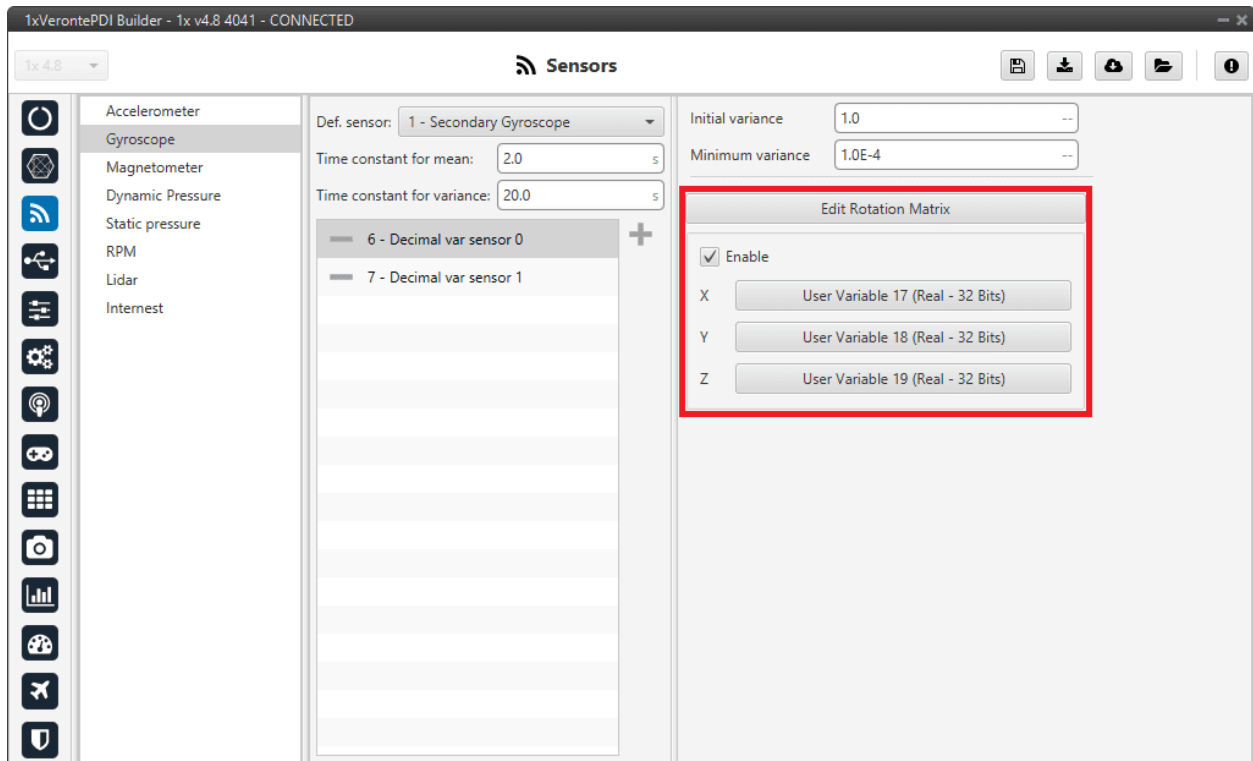 1xVerontePDI Builder - 1x v4.8 4041 - CONNECTED
1x 4.8
Sensors
Accelerometer
Gyroscope
Magnetometer
Dynamic Pressure
Static pressure
RPM
Lidar
Internest
Def. sensor: 1 - Secondary Gyroscope
Time constant for mean: 2.0 s
Time constant for variance: 20.0 s
6 - Decimal var sensor 0
7 - Decimal var sensor 1
Initial variance 1.0 --
Minimum variance 1.0E-4 --
Edit Rotation Matrix
Enable
X User Variable 17 (Real - 32 Bits)
Y User Variable 18 (Real - 32 Bits)
Z User Variable 19 (Real - 32 Bits)